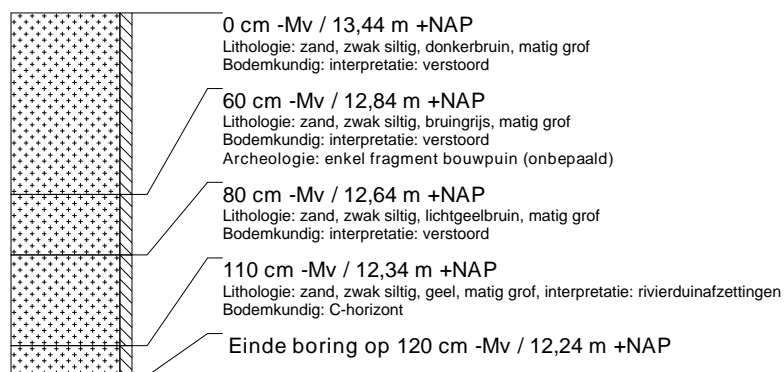 0 cm -Mv / 13,44 m +NAP
Lithologie: zand, zwak siltig, donkerbruin, matig grof
Bodemkundig: interpretatie: verstoord
60 cm -Mv / 12,84 m +NAP
Lithologie: zand, zwak siltig, bruingrijs, matig grof
Bodemkundig: interpretatie: verstoord
Archeologie: enkel fragment bouwpuin (onbepaald)
80 cm -Mv / 12,64 m +NAP
Lithologie: zand, zwak siltig, lichtgeelbruin, matig grof
Bodemkundig: interpretatie: verstoord
110 cm -Mv / 12,34 m +NAP
Lithologie: zand, zwak siltig, geel, matig grof, interpretatie: rivierduinafzettingen
Bodemkundig: C-horizont
Einde boring op 120 cm -Mv / 12,24 m +NAP